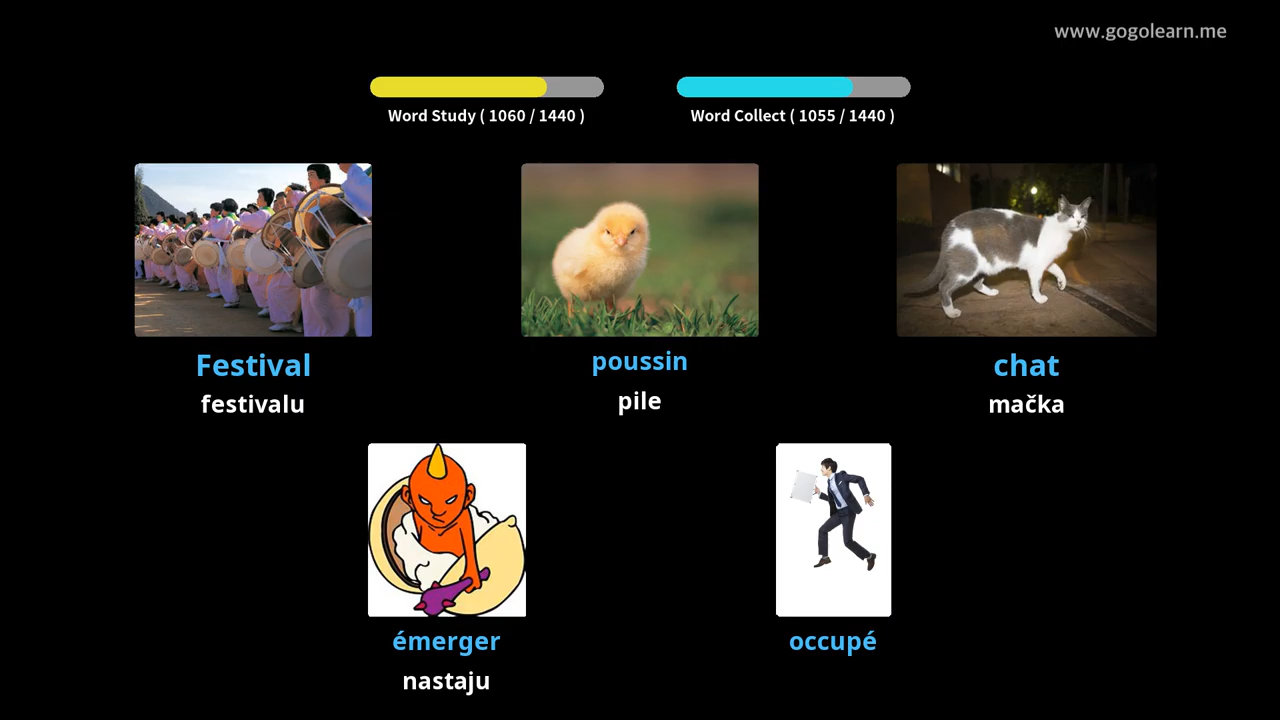 www.gogolearn.me
Word Study ( 1060 / 1440 )
Word Collect ( 1055 / 1440 )
Festival
festivalu
poussin
pile
chat
mačka
émerger
nastaju
occupé